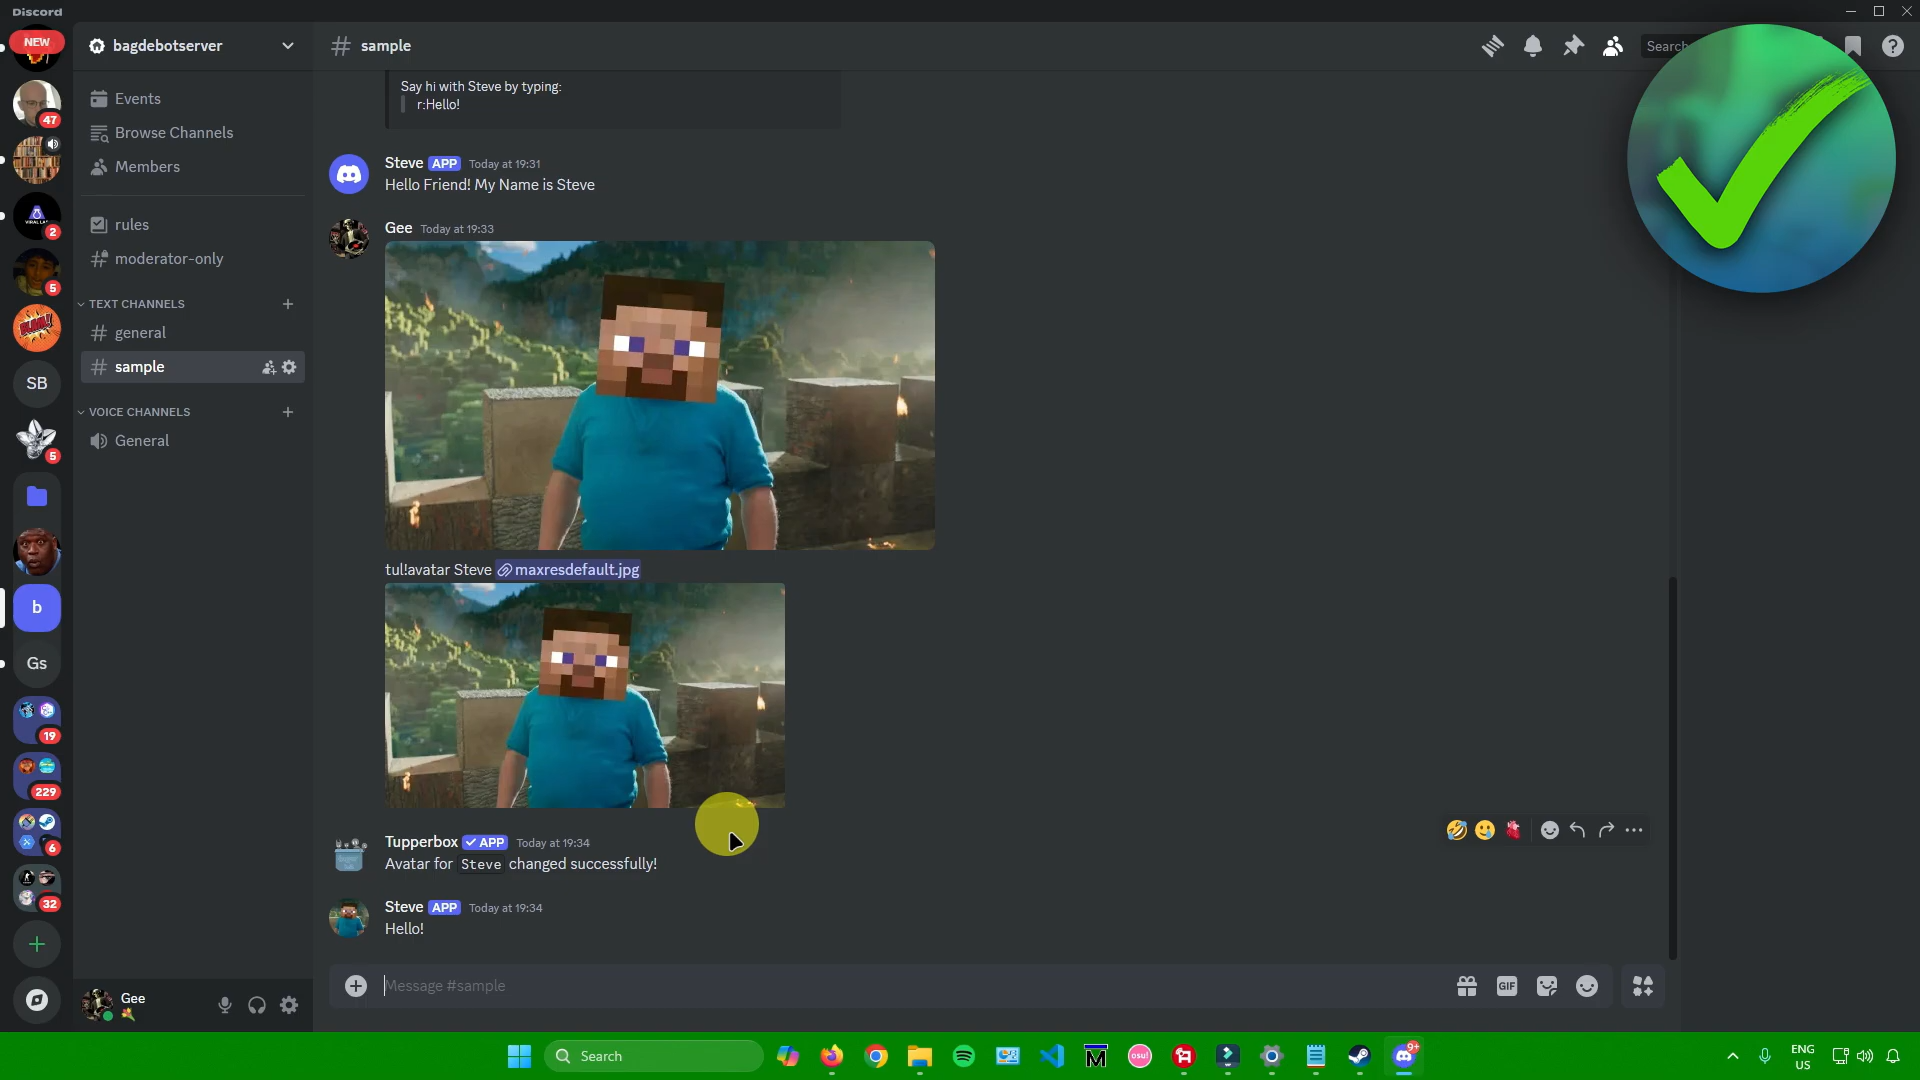 Discord
NEW
bagdebotserver
sample
Search
Events
Browse Channels
Members
rules
moderator-only
TEXT CHANNELS
general
sample
VOICE CHANNELS
General
47
2
5
SB
5
b
Gs
19
229
6
32
Say hi with Steve by typing:
r:Hello!
Steve APP Today at 19:31
Hello Friend! My Name is Steve
Gee Today at 19:33
tul!avatar Steve maxresdefault.jpg
Tupperbox APP Today at 19:34
Avatar for Steve changed successfully!
Steve APP Today at 19:34
Hello!
Message #sample
GIF
Gee
Search
osu!
9+
ENG
US